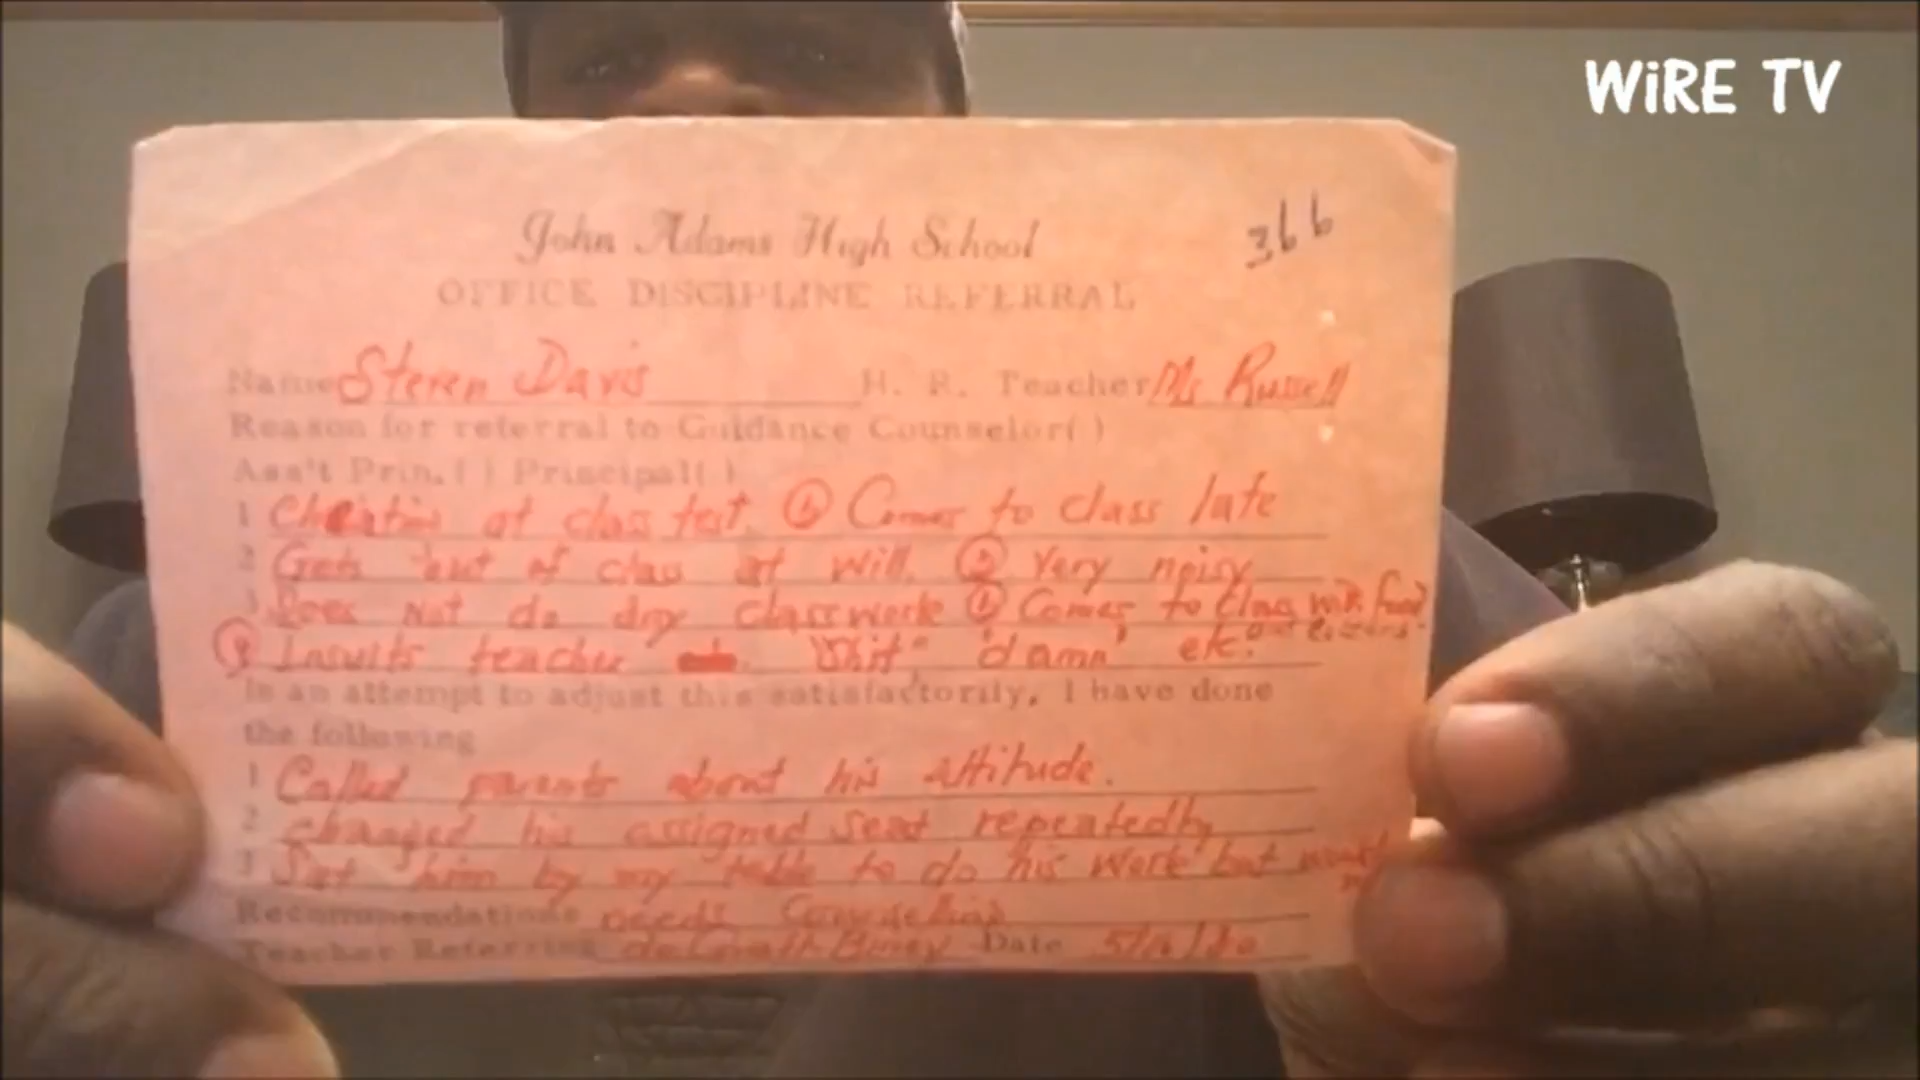 WiRE TV
John Adams High School
366
OFFICE DISCIPLINE REFERRAL
Name Steven Davis H. R. Teacher Ms Russell
Reason for referral to Guidance Counselor( )
Ass't Prin. ( ) Principal( )
1 Cheating at class test. Comes to class late
2 Gets out of class at will. Very noisy
3 Does not do any classwork Comes to class with food
4 Insults teacher "Shit" "damn" etc.
In an attempt to adjust this satisfactorily, I have done
the following
1 Called parents about his attitude.
2 changed his assigned seat repeatedly
3 Set him by my table to do his work but
Recommendations needs Counselling
Teacher Referring Date